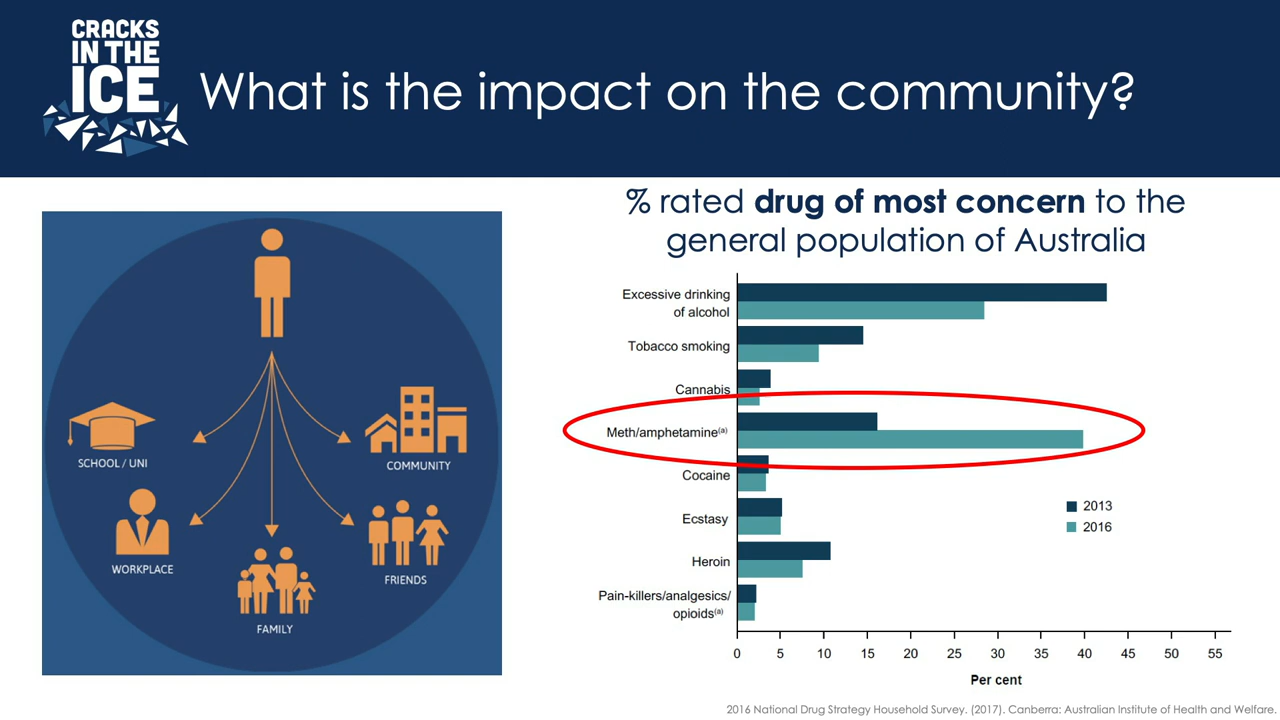 CRACKS
IN THE
ICE
What is the impact on the community?
% rated drug of most concern to the
general population of Australia
SCHOOL / UNI
COMMUNITY
WORKPLACE
FRIENDS
FAMILY
Excessive drinking
of alcohol
Tobacco smoking
Cannabis
Meth/amphetamine(a)
Cocaine
Ecstasy
Heroin
Pain-killers/analgesics/
opioids(a)
2013
2016
0 5 10 15 20 25 30 35 40 45 50 55
Per cent
2016 National Drug Strategy Household Survey. (2017). Canberra: Australian Institute of Health and Welfare.